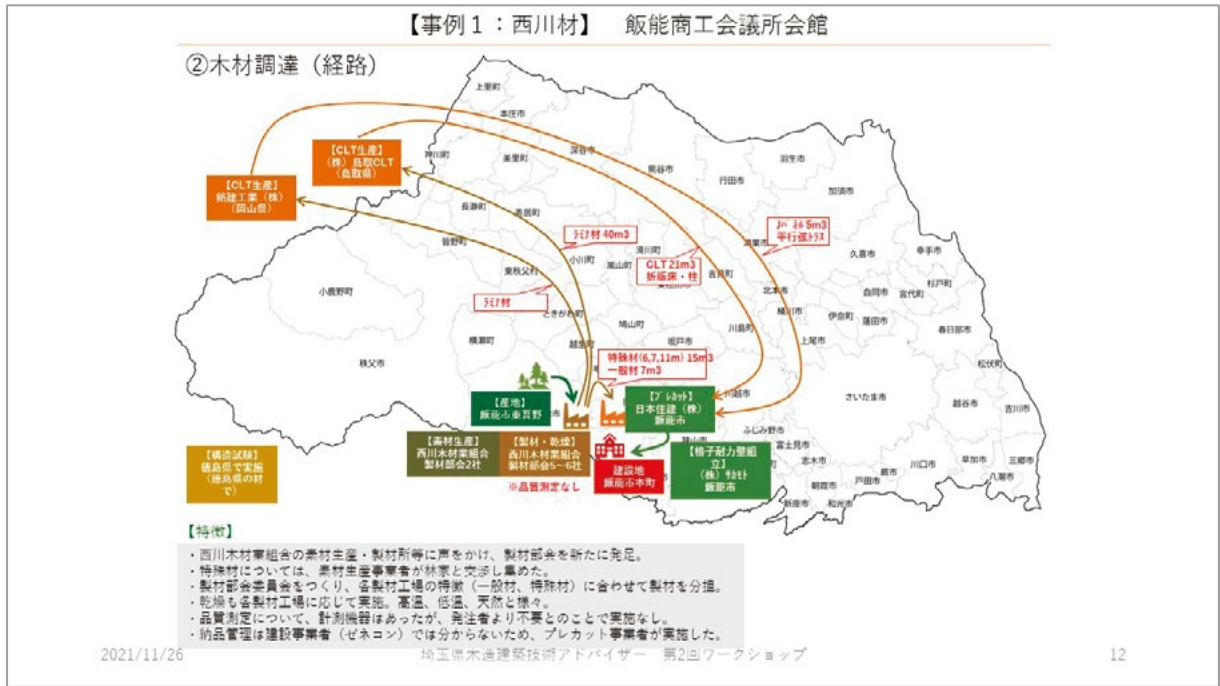 【事例1：西川材】　飯能商工会議所会館
②木材調達（経路）
上里町
本庄市
神川町
美里町
深谷市
熊谷市
羽生市
行田市
加須市
【CLT生産】
（株）鳥取CLT
（鳥取県）
【CLT生産】
銘建工業（株）
（岡山県）
長瀞町
寄居町
皆野町
ﾗﾐﾅ材 40m3
小川町
滑川町
嵐山町
東秩父村
Jﾊﾟﾈﾙ 5m3
平行弦ﾄﾗｽ
鴻巣市
CLT 21m3
折版床・柱
吉見町
久喜市
幸手市
北本市
白岡市
宮代町
杉戸町
小鹿野町
ﾗﾐﾅ材
ときがわ町
桶川市
伊奈町
蓮田市
鳩山町
川島町
春日部市
横瀬町
越生町
坂戸市
上尾市
秩父市
特殊材(6,7,11m) 15m3
一般材 7m3
松伏町
【産地】
飯能市東吾野
【ﾌﾟﾚｶｯﾄ】
日本住建（株）
飯能市
川越市
さいたま市
越谷市
吉川市
ふじみ野市
【構造試験】
徳島県で実施
（徳島県の材
で）
【素材生産】
西川木材業組合
製材部会2社
【製材・乾燥】
西川木材業組合
製材部会5～6社
※品質測定なし
建設地
飯能市本町
【格子耐力壁組
立】
（株）ｻｶﾓﾄ
飯能市
富士見市
志木市
朝霞市
新座市
和光市
戸田市
蕨市
川口市
草加市
三郷市
八潮市
【特徴】
・西川木材業組合の素材生産・製材所等に声をかけ、製材部会を新たに発足。
・特殊材については、素材生産事業者が林家と交渉し集めた。
・製材部会委員会をつくり、各製材工場の特徴（一般材、特殊材）に合わせて製材を分担。
・乾燥も各製材工場に応じて実施。高温、低温、天然と様々。
・品質測定について、計測機器はあったが、発注者より不要とのことで実施なし。
・納品管理は建設事業者（ゼネコン）では分からないため、プレカット事業者が実施した。
2021/11/26
埼玉県木造建築技術アドバイザー　第2回ワークショップ
12